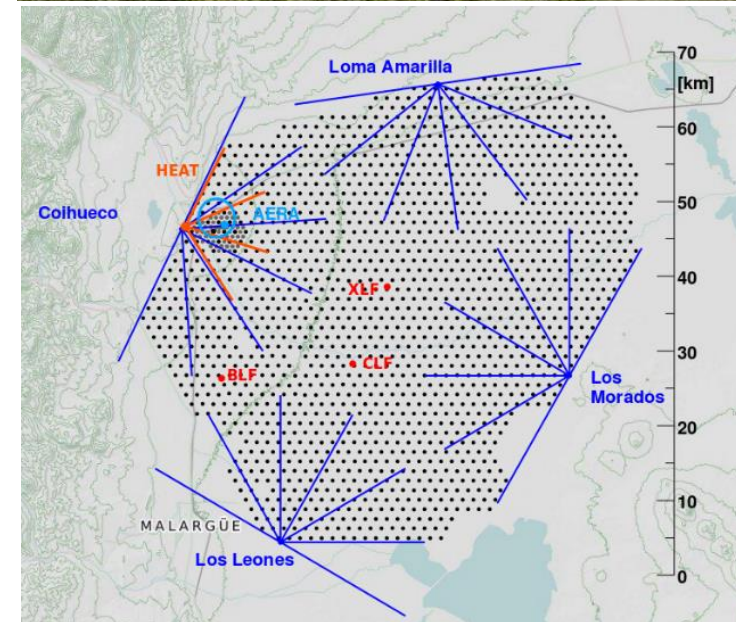 70
Loma Amarilla
[km]
60
HEAT
50
Coihueco
AERA
40
XLF
30
CLF
BLF
Los
Morados
20
10
MALARGÜE
Los Leones
0